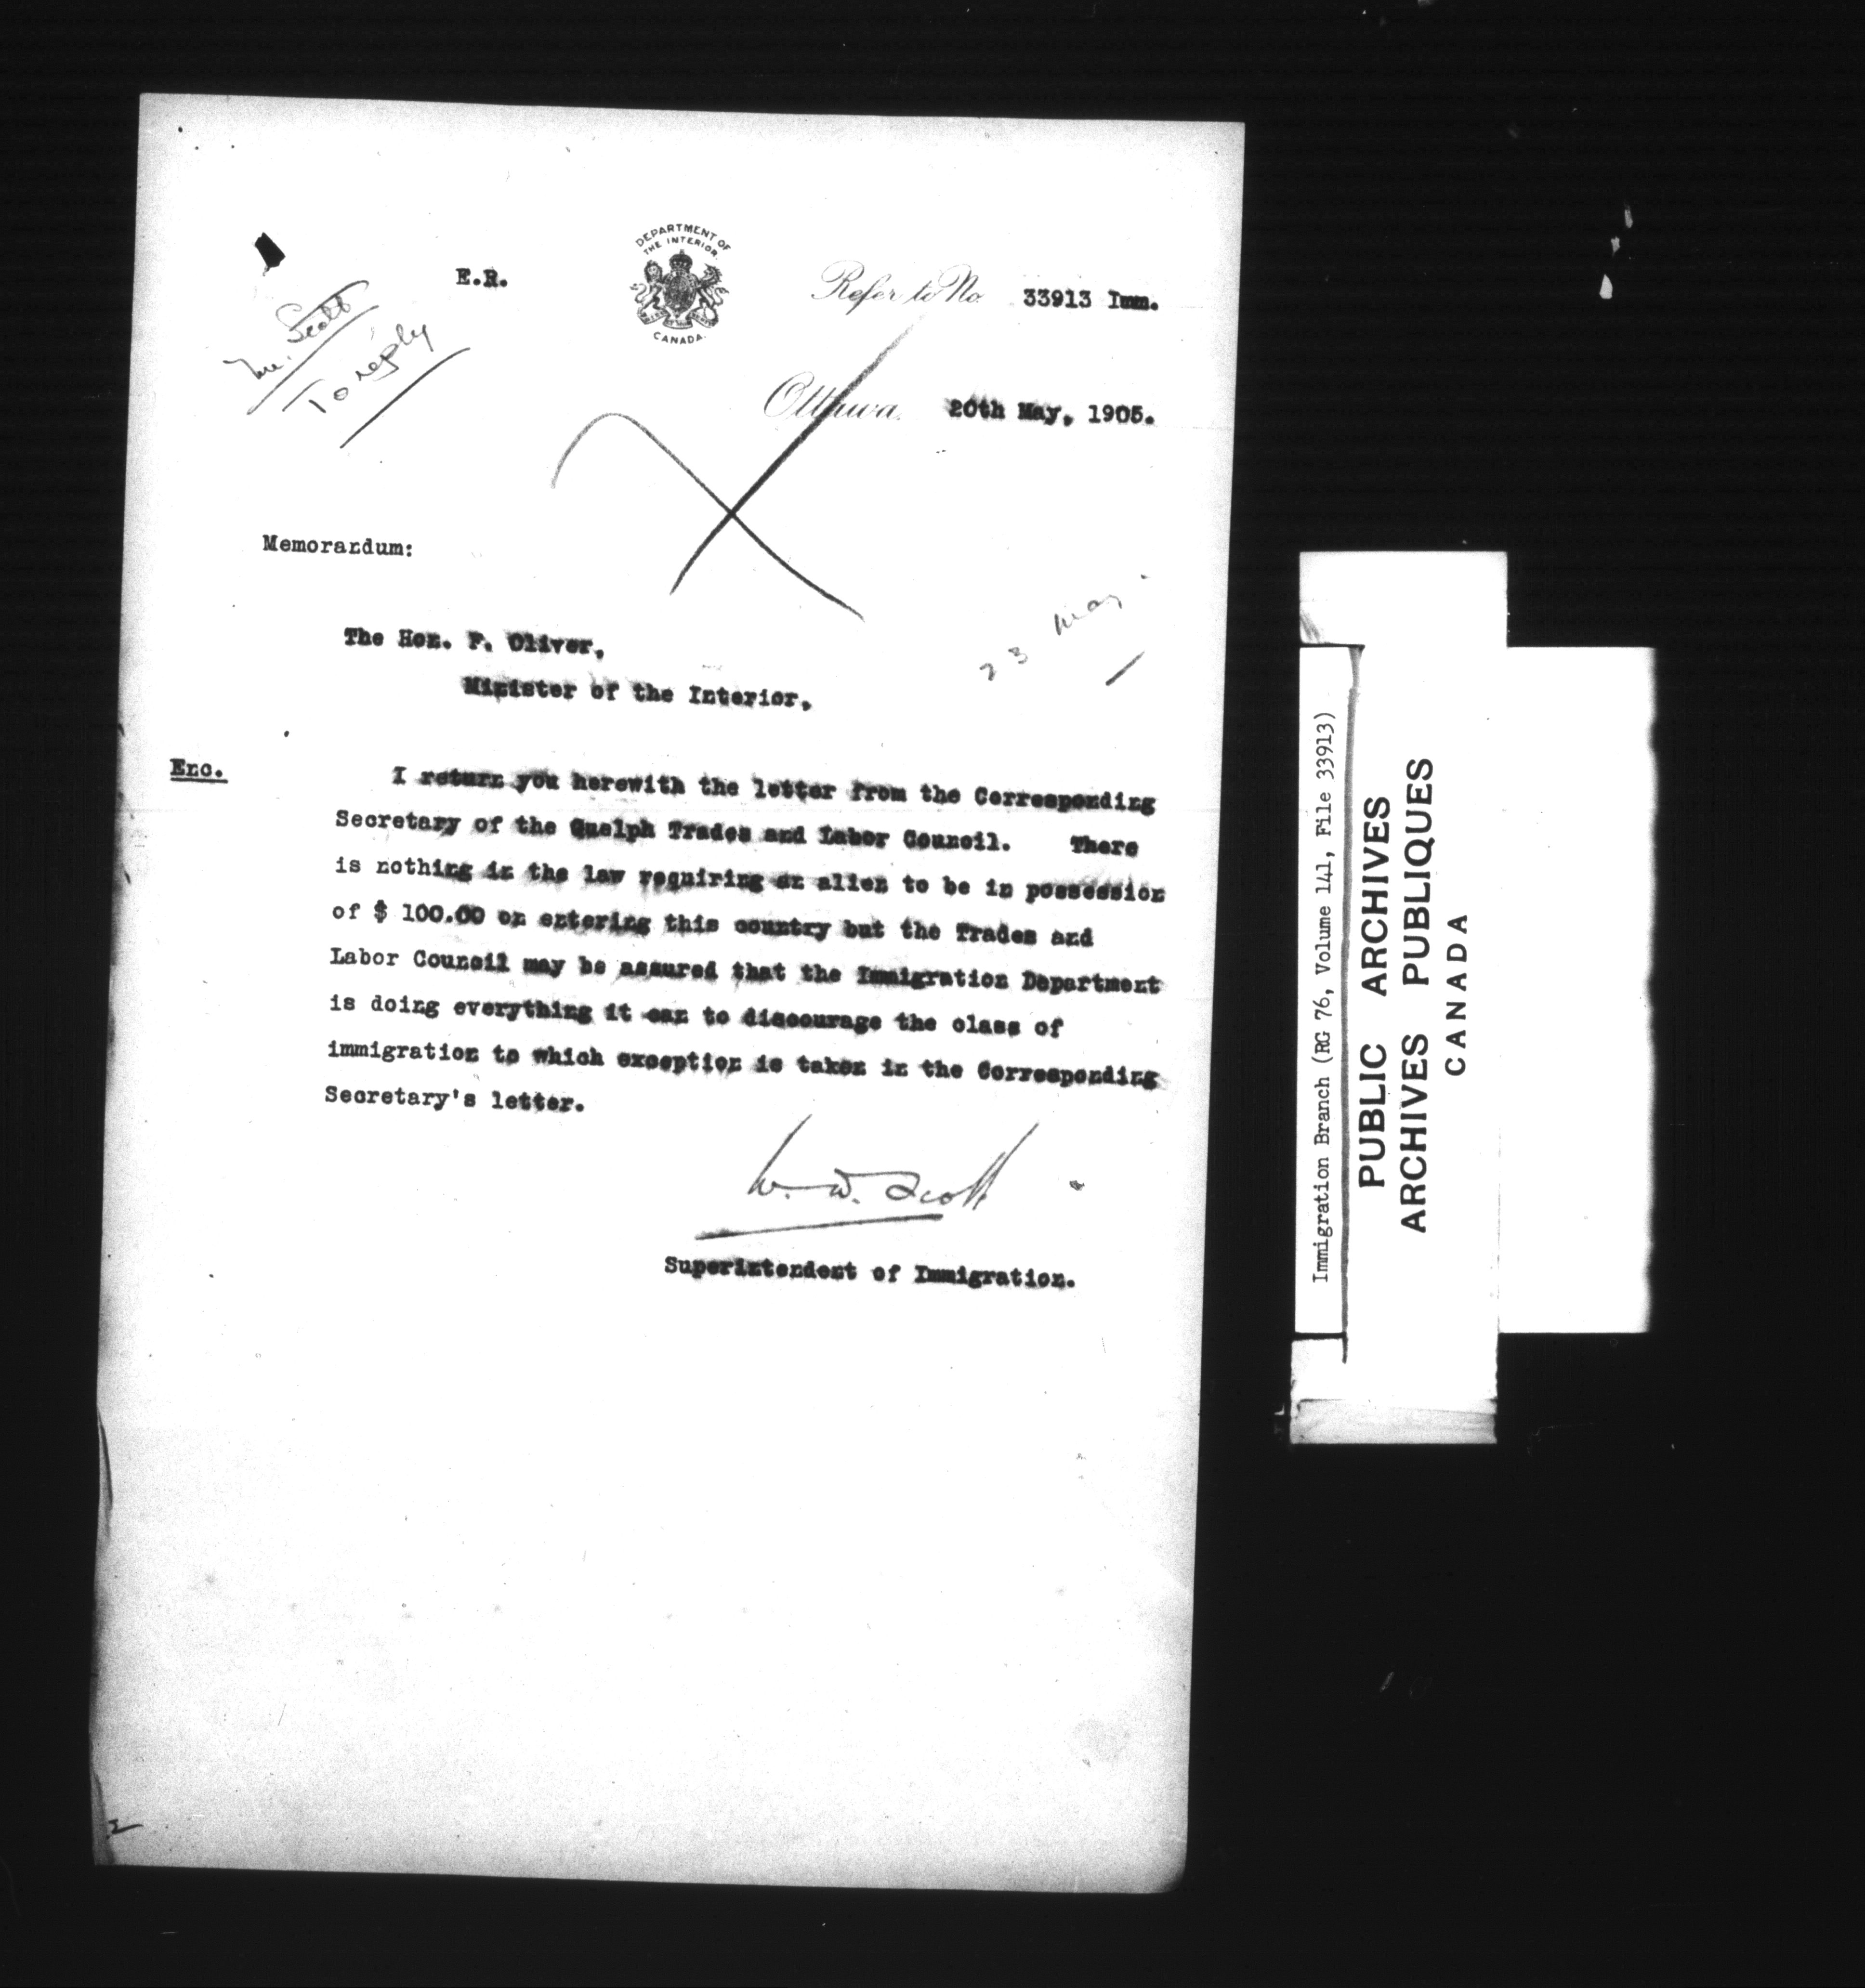 E.R.
DEPARTMENT OF
THE INTERIOR
CANADA.
Refer to No. 33913 Imm.
Mr. Scott
To reply
Ottawa, 20th May, 1905.
Memorandum:
23 May
The Hon. F. Oliver,
Minister of the Interior,
Enc.
I return you herewith the letter from the Corresponding
Secretary of the Guelph Trades and Labor Council. There
is nothing in the law requiring an alien to be in possession
of $ 100.00 on entering this country but the Trades and
Labor Council may be assured that the Immigration Department
is doing everything it can to discourage the class of
immigration to which exception is taken in the Corresponding
Secretary's letter.
W. D. Scott
Superintendent of Immigration.
Immigration Branch (RG 76, Volume 141, File 33913)
PUBLIC ARCHIVES
ARCHIVES PUBLIQUES
CANADA